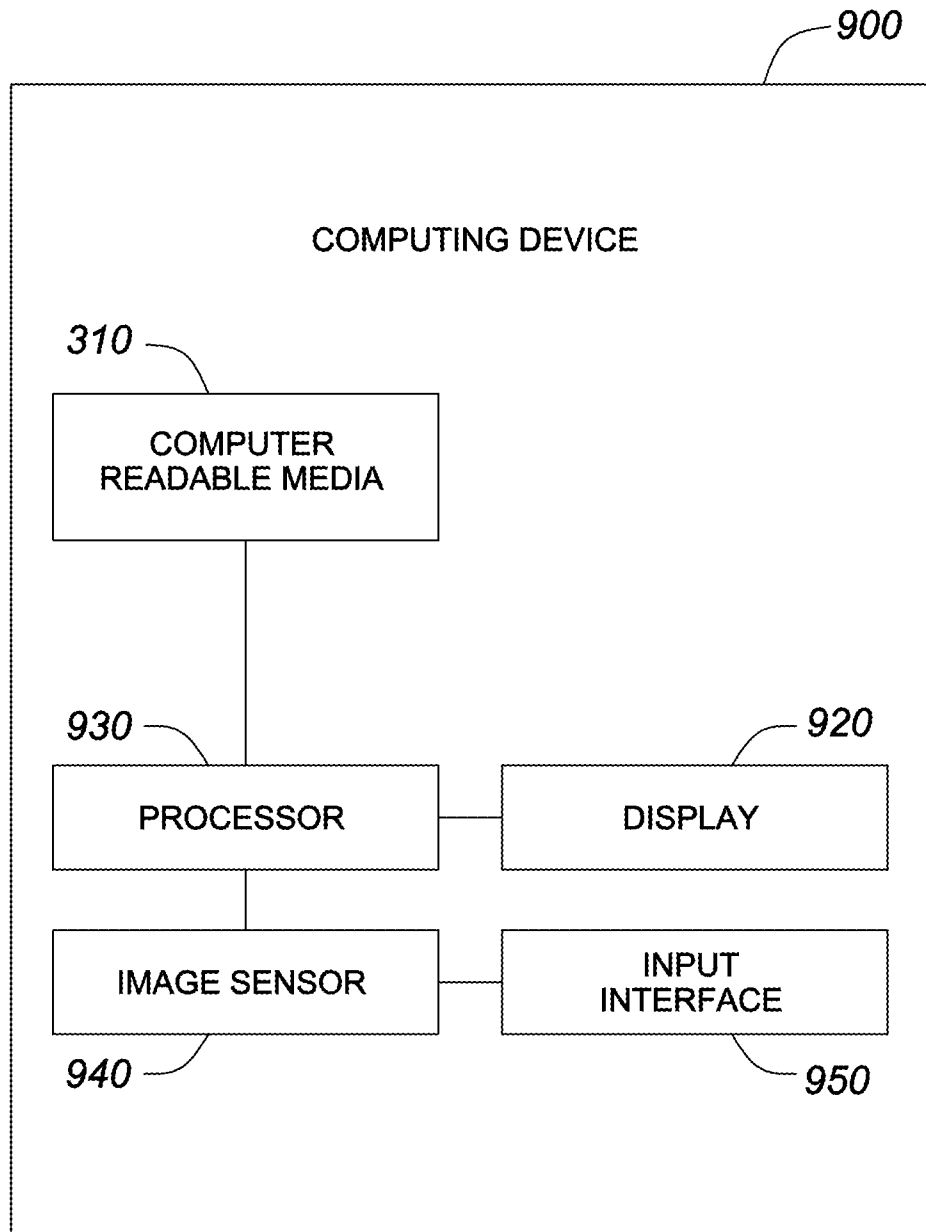 900
COMPUTING DEVICE
310
COMPUTER
READABLE MEDIA
930
920
PROCESSOR
DISPLAY
IMAGE SENSOR
INPUT
INTERFACE
940
950